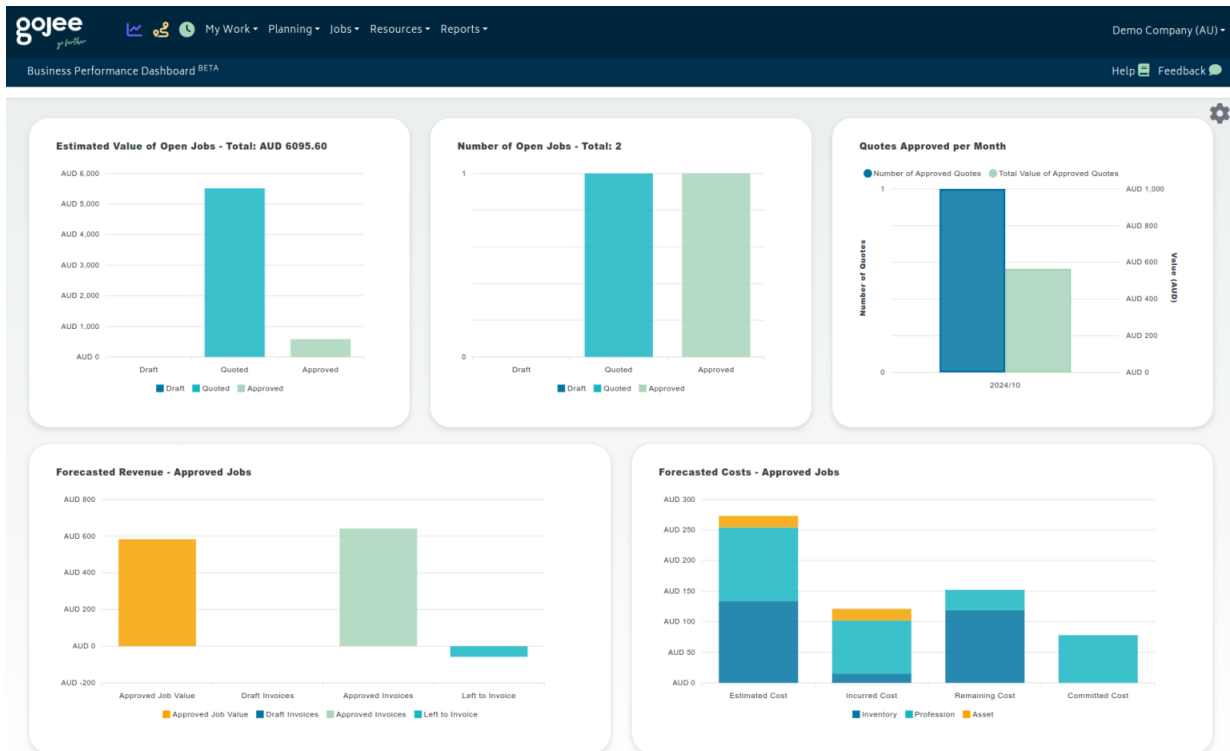 gojee
go further
My Work Planning Jobs Resources Reports
Demo Company (AU)
Business Performance Dashboard BETA
Help Feedback
Estimated Value of Open Jobs - Total: AUD 6095.60
AUD 6,000
AUD 5,000
AUD 4,000
AUD 3,000
AUD 2,000
AUD 1,000
AUD 0
Draft Quoted Approved
Draft Quoted Approved
Number of Open Jobs - Total: 2
1
0
Draft Quoted Approved
Draft Quoted Approved
Quotes Approved per Month
Number of Approved Quotes Total Value of Approved Quotes
Number of Quotes
1
0
AUD 1,000
AUD 800
AUD 600
AUD 400
AUD 200
AUD 0
Value (AUD)
2024/10
Forecasted Revenue - Approved Jobs
AUD 800
AUD 600
AUD 400
AUD 200
AUD 0
AUD -200
Approved Job Value Draft Invoices Approved Invoices Left to Invoice
Approved Job Value Draft Invoices Approved Invoices Left to Invoice
Forecasted Costs - Approved Jobs
AUD 300
AUD 250
AUD 200
AUD 150
AUD 100
AUD 50
AUD 0
Estimated Cost Incurred Cost Remaining Cost Committed Cost
Inventory Profession Asset